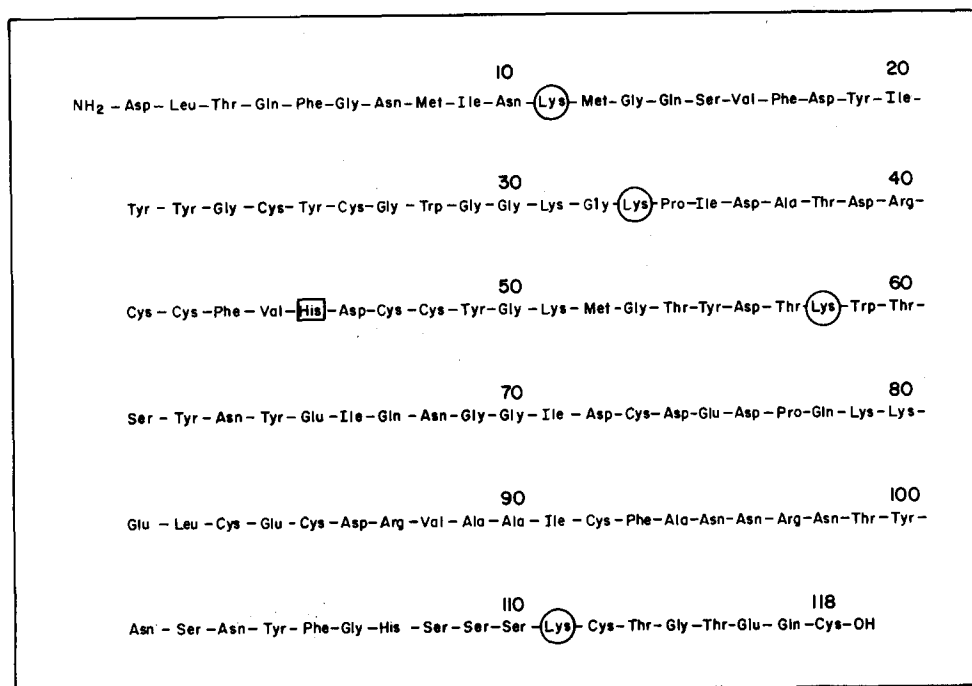 10 20
NH2 – Asp – Leu – Thr – Gln – Phe – Gly – Asn – Met – Ile – Asn – Lys – Met – Gly – Gln – Ser – Val – Phe – Asp – Tyr – Ile –
30 40
Tyr – Tyr – Gly – Cys – Tyr – Cys – Gly – Trp – Gly – Gly – Lys – Gly – Lys – Pro – Ile – Asp – Ala – Thr – Asp – Arg –
50 60
Cys – Cys – Phe – Val – His – Asp – Cys – Cys – Tyr – Gly – Lys – Met – Gly – Thr – Tyr – Asp – Thr – Lys – Trp – Thr –
70 80
Ser – Tyr – Asn – Tyr – Glu – Ile – Gln – Asn – Gly – Gly – Ile – Asp – Cys – Asp – Glu – Asp – Pro – Gln – Lys – Lys –
90 100
Glu – Leu – Cys – Glu – Cys – Asp – Arg – Val – Ala – Ala – Ile – Cys – Phe – Ala – Asn – Asn – Arg – Asn – Thr – Tyr –
110 118
Asn – Ser – Asn – Tyr – Phe – Gly – His – Ser – Ser – Ser – Lys – Cys – Thr – Gly – Thr – Glu – Gln – Cys – OH